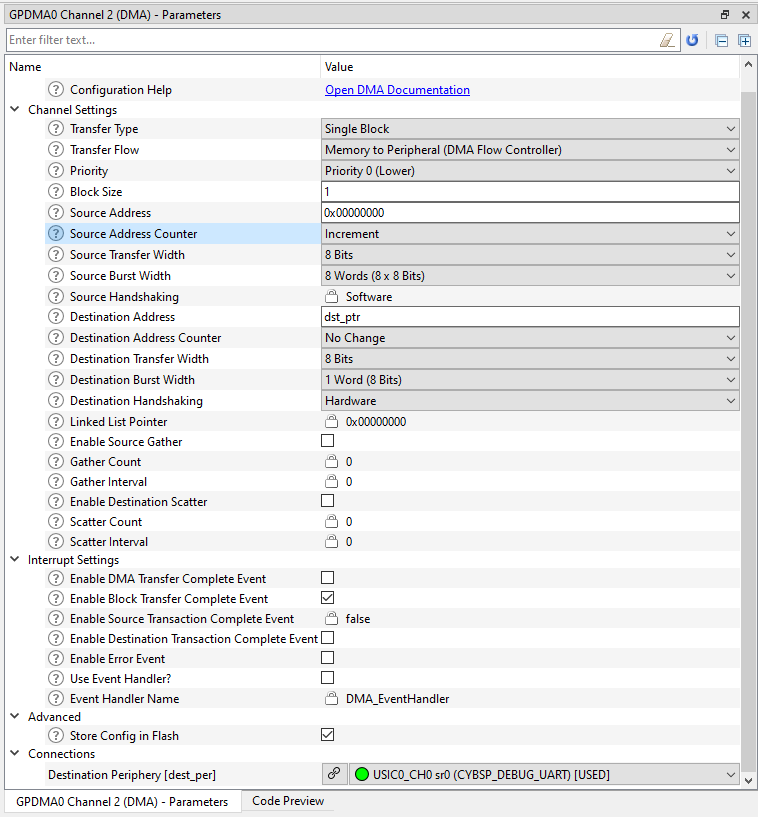 GPDMA0 Channel 2 (DMA) - Parameters
Enter filter text...
Name Value
Configuration Help Open DMA Documentation
Channel Settings
Transfer Type Single Block
Transfer Flow Memory to Peripheral (DMA Flow Controller)
Priority Priority 0 (Lower)
Block Size 1
Source Address 0x00000000
Source Address Counter Increment
Source Transfer Width 8 Bits
Source Burst Width 8 Words (8 x 8 Bits)
Source Handshaking Software
Destination Address dst_ptr
Destination Address Counter No Change
Destination Transfer Width 8 Bits
Destination Burst Width 1 Word (8 Bits)
Destination Handshaking Hardware
Linked List Pointer 0x00000000
Enable Source Gather
Gather Count 0
Gather Interval 0
Enable Destination Scatter
Scatter Count 0
Scatter Interval 0
Interrupt Settings
Enable DMA Transfer Complete Event
Enable Block Transfer Complete Event
Enable Source Transaction Complete Event false
Enable Destination Transaction Complete Event
Enable Error Event
Use Event Handler?
Event Handler Name DMA_EventHandler
Advanced
Store Config in Flash
Connections
Destination Periphery [dest_per] USIC0_CH0 sr0 (CYBSP_DEBUG_UART) [USED]
GPDMA0 Channel 2 (DMA) - Parameters Code Preview